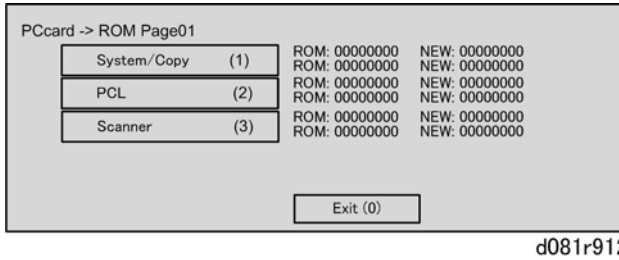 PCcard -> ROM Page01
System/Copy (1) ROM: 00000000 NEW: 00000000
ROM: 00000000 NEW: 00000000
PCL (2) ROM: 00000000 NEW: 00000000
ROM: 00000000 NEW: 00000000
Scanner (3) ROM: 00000000 NEW: 00000000
ROM: 00000000 NEW: 00000000
Exit (0)
d081r912